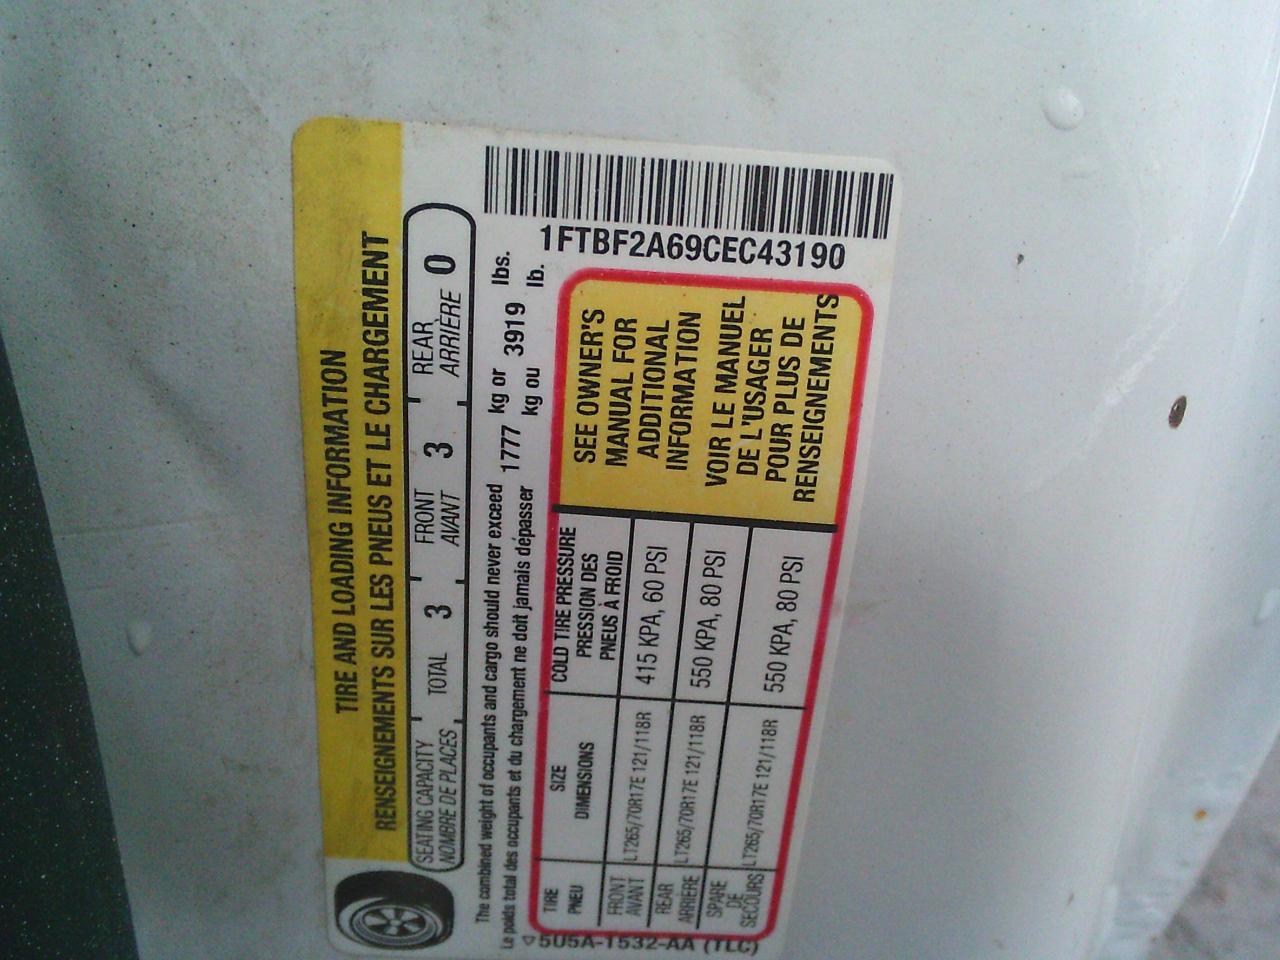 TIRE AND LOADING INFORMATION
RENSEIGNEMENTS SUR LES PNEUS ET LE CHARGEMENT
SEATING CAPACITY TOTAL 3 FRONT 3 REAR 0
NOMBRE DE PLACES AVANT ARRIÈRE
The combined weight of occupants and cargo should never exceed 1777 kg or 3919 lbs.
Le poids total des occupants et du chargement ne doit jamais dépasser kg ou lb.
1FTBF2A69CEC43190
TIRE SIZE COLD TIRE PRESSURE
PNEU DIMENSIONS PRESSION DES
PNEUS À FROID
FRONT
AVANT LT265/70R17E 121/118R 415 KPA, 60 PSI
REAR
ARRIÈRE LT265/70R17E 121/118R 550 KPA, 80 PSI
SPARE
DE
SECOURS LT265/70R17E 121/118R 550 KPA, 80 PSI
SEE OWNER'S
MANUAL FOR
ADDITIONAL
INFORMATION
VOIR LE MANUEL
DE L'USAGER
POUR PLUS DE
RENSEIGNEMENTS
5U5A-1532-AA (TLC)